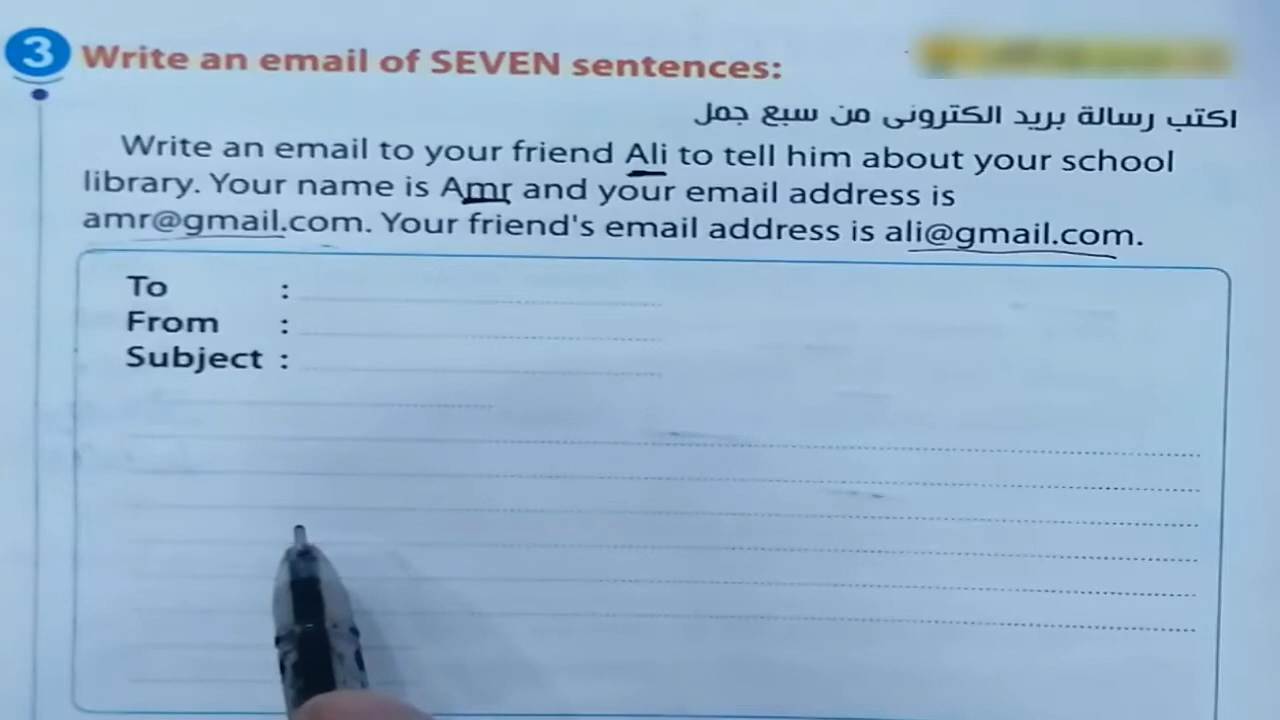 3 Write an email of SEVEN sentences:
اكتب رسالة بريد الكترونى من سبع جمل
Write an email to your friend Ali to tell him about your school
library. Your name is Amr and your email address is
amr@gmail.com. Your friend's email address is ali@gmail.com.
To :
From :
Subject :